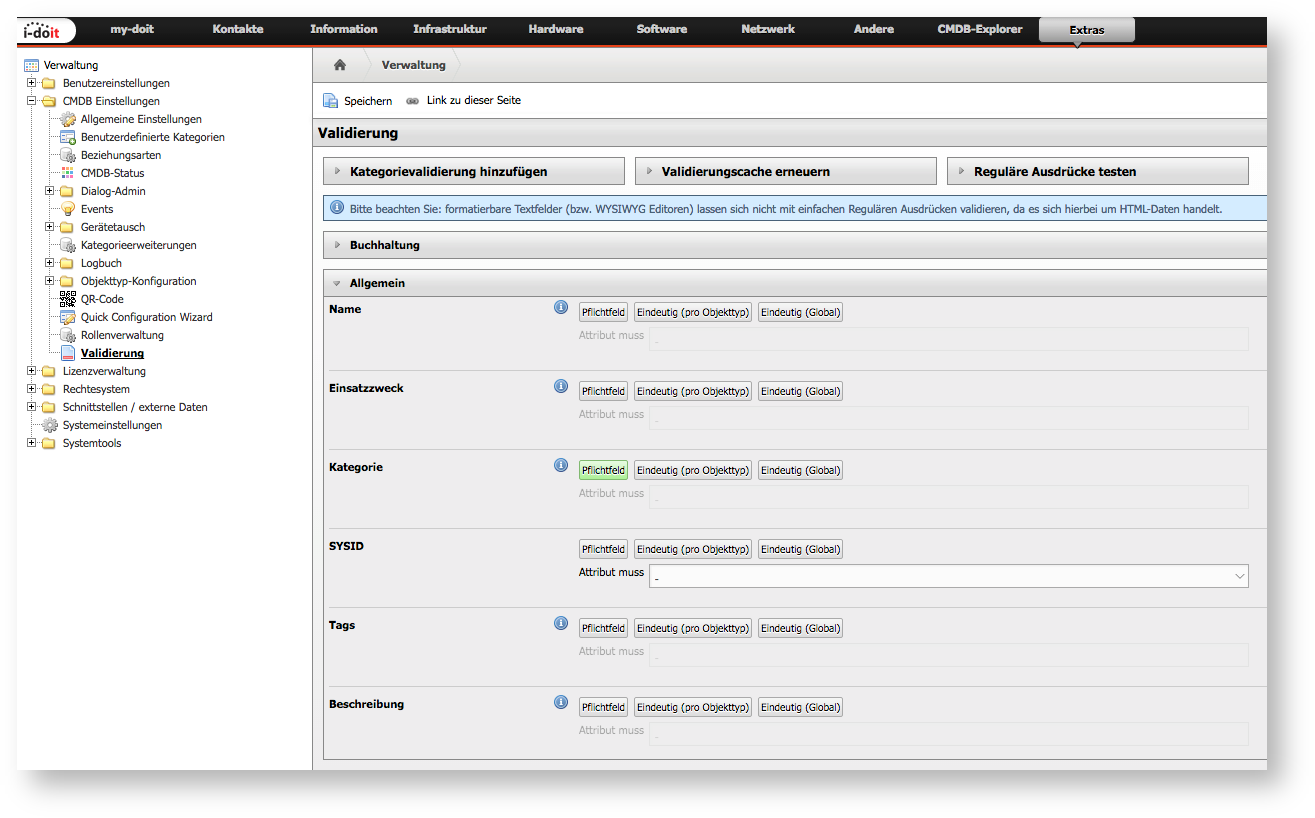 i-doit my-doit Kontakte Information Infrastruktur Hardware Software Netzwerk Andere CMDB-Explorer Extras
Verwaltung
Benutzereinstellungen
CMDB Einstellungen
Allgemeine Einstellungen
Benutzerdefinierte Kategorien
Beziehungsarten
CMDB-Status
Dialog-Admin
Events
Gerätetausch
Kategorieerweiterungen
Logbuch
Objekttyp-Konfiguration
QR-Code
Quick Configuration Wizard
Rollenverwaltung
Validierung
Lizenzverwaltung
Rechtesystem
Schnittstellen / externe Daten
Systemeinstellungen
Systemtools
Verwaltung
Speichern Link zu dieser Seite
Validierung
Kategorievalidierung hinzufügen Validierungscache erneuern Reguläre Ausdrücke testen
Bitte beachten Sie: formatierbare Textfelder (bzw. WYSIWYG Editoren) lassen sich nicht mit einfachen Regulären Ausdrücken validieren, da es sich hierbei um HTML-Daten handelt.
Buchhaltung
Allgemein
Name Pflichtfeld Eindeutig (pro Objekttyp) Eindeutig (Global)
Attribut muss -
Einsatzzweck Pflichtfeld Eindeutig (pro Objekttyp) Eindeutig (Global)
Attribut muss -
Kategorie Pflichtfeld Eindeutig (pro Objekttyp) Eindeutig (Global)
Attribut muss -
SYSID Pflichtfeld Eindeutig (pro Objekttyp) Eindeutig (Global)
Attribut muss -
Tags Pflichtfeld Eindeutig (pro Objekttyp) Eindeutig (Global)
Attribut muss -
Beschreibung Pflichtfeld Eindeutig (pro Objekttyp) Eindeutig (Global)
Attribut muss -